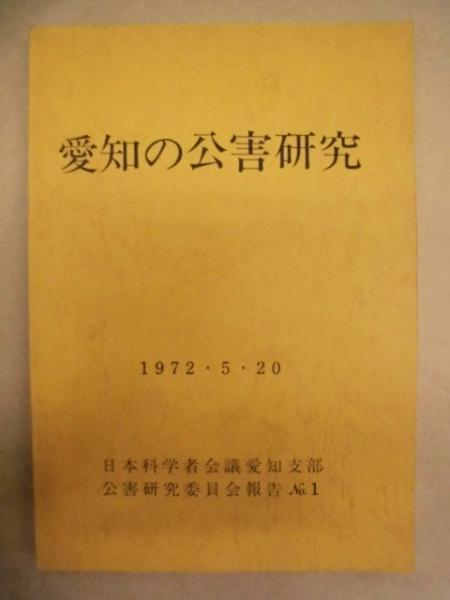 愛知の公害研究
1972・5・20
日本科学者会議愛知支部
公害研究委員会報告 №1